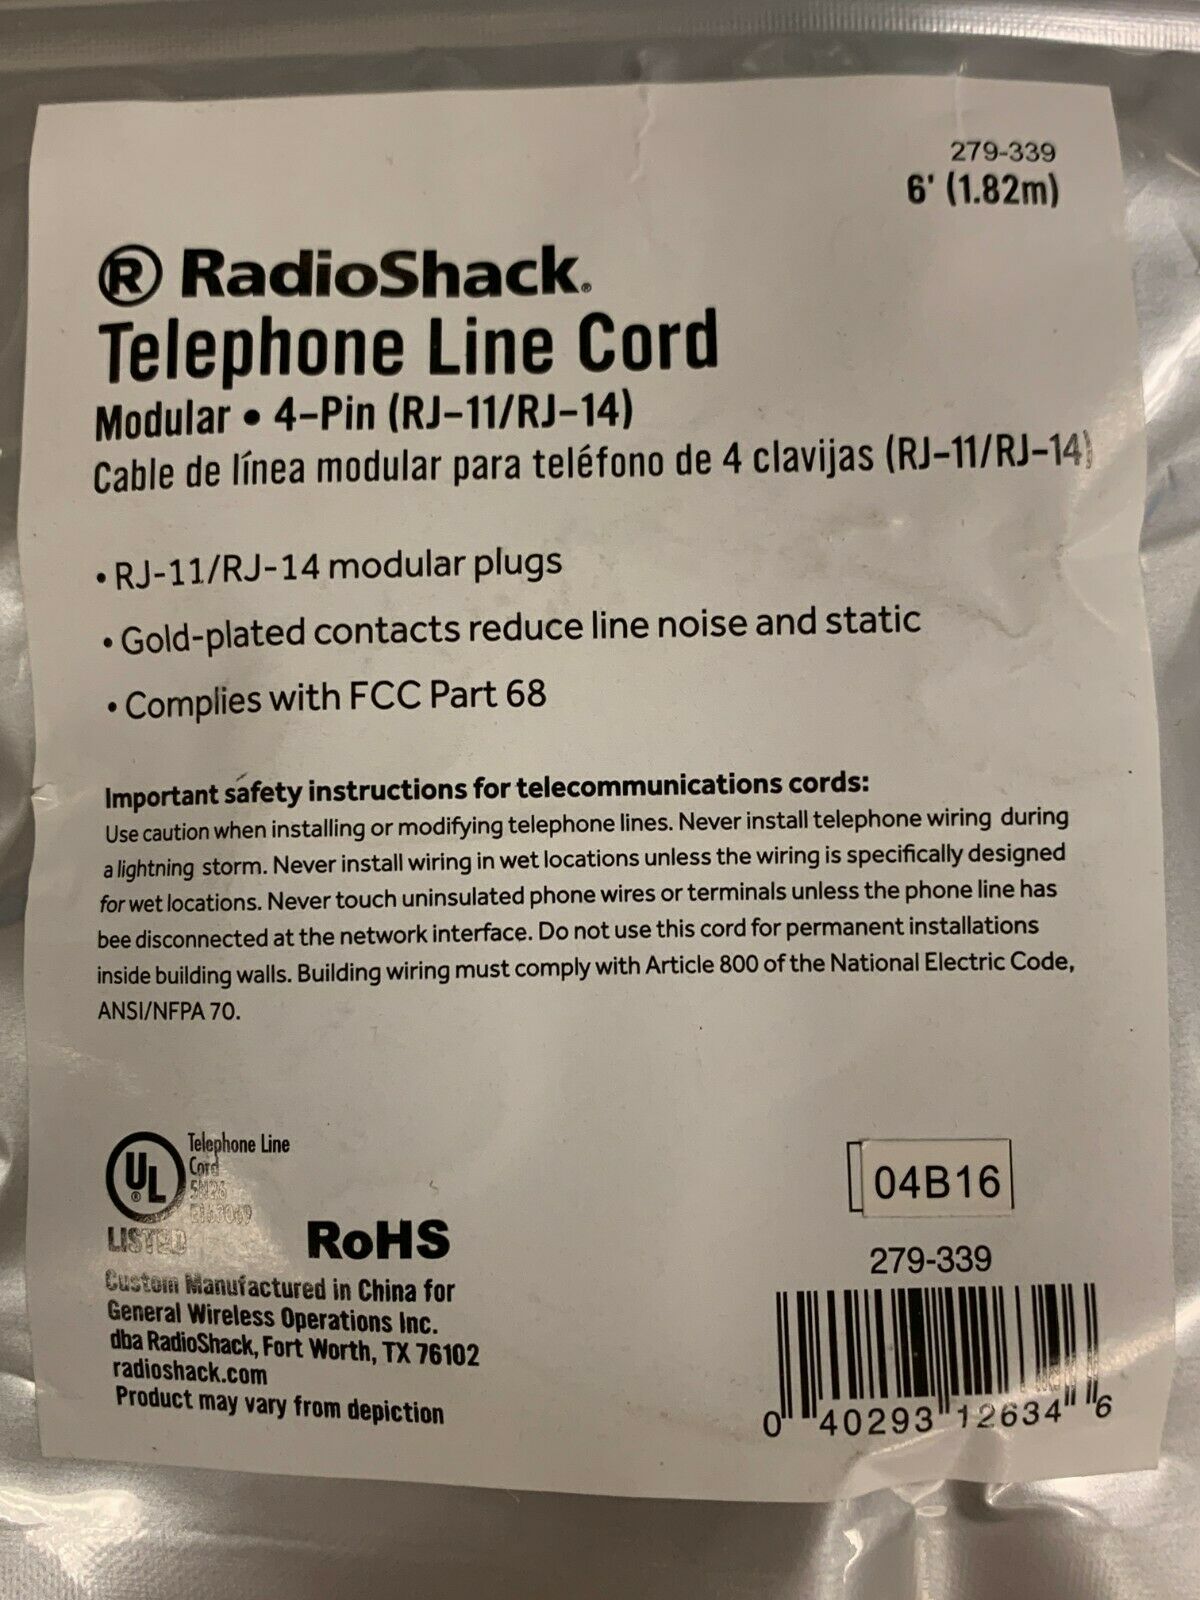 279-339
6' (1.82m)
® RadioShack®
Telephone Line Cord
Modular • 4-Pin (RJ-11/RJ-14)
Cable de línea modular para teléfono de 4 clavijas (RJ-11/RJ-14)
• RJ-11/RJ-14 modular plugs
• Gold-plated contacts reduce line noise and static
• Complies with FCC Part 68
Important safety instructions for telecommunications cords:
Use caution when installing or modifying telephone lines. Never install telephone wiring during
a lightning storm. Never install wiring in wet locations unless the wiring is specifically designed
for wet locations. Never touch uninsulated phone wires or terminals unless the phone line has
bee disconnected at the network interface. Do not use this cord for permanent installations
inside building walls. Building wiring must comply with Article 800 of the National Electric Code,
ANSI/NFPA 70.
UL®
Telephone Line
Cord
LISTED
RoHS
Custom Manufactured in China for
General Wireless Operations Inc.
dba RadioShack, Fort Worth, TX 76102
radioshack.com
Product may vary from depiction
04B16
279-339
0 40293 12634 6